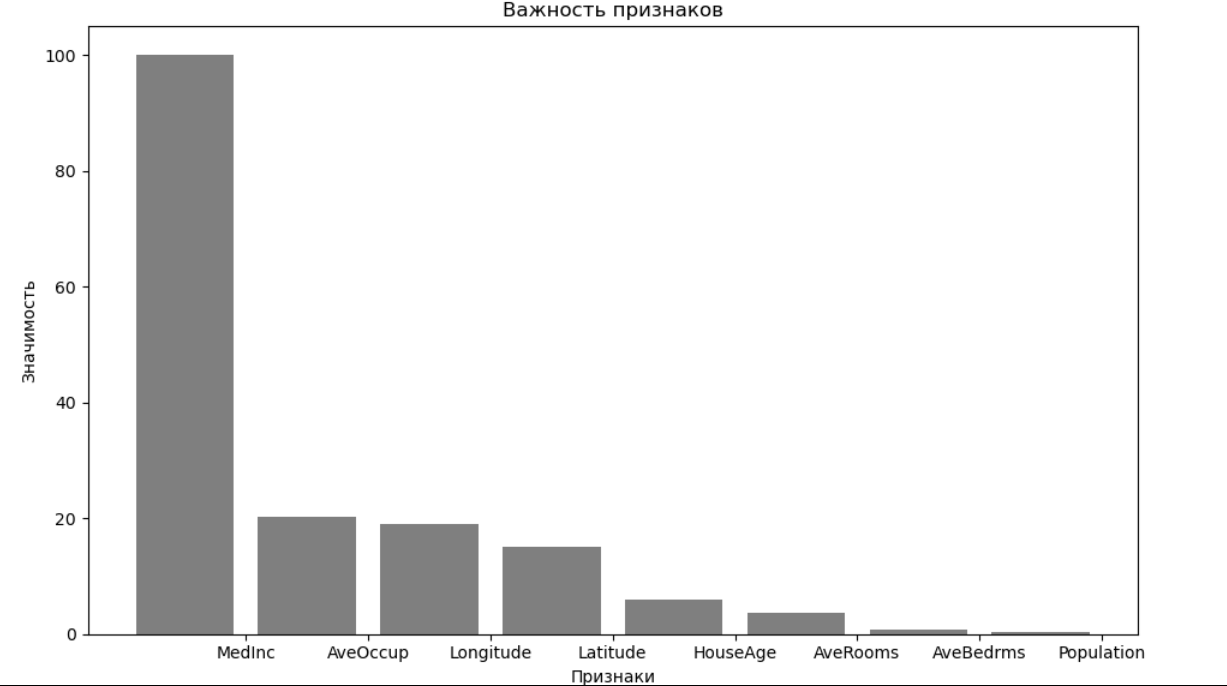 Важность признаков
100
80
60
40
20
0
Значимость
MedInc AveOccup Longitude Latitude HouseAge AveRooms AveBedrms Population
Признаки